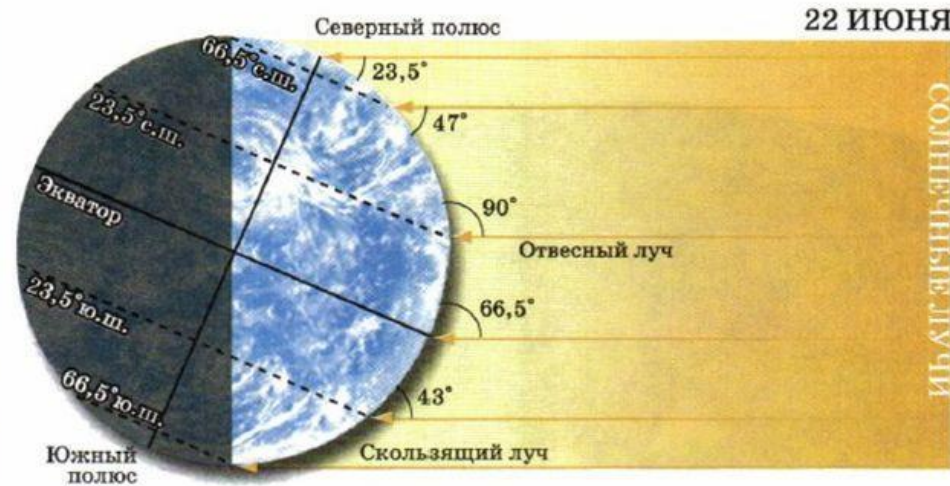 22 ИЮНЯ
Северный полюс
66,5°с.ш.
23,5°
23,5°с.ш.
47°
СОЛНЕЧНЫЕ ЛУЧИ
Экватор
90°
Отвесный луч
23,5°ю.ш.
66,5°
66,5°ю.ш.
43°
Южный
полюс
Скользящий луч